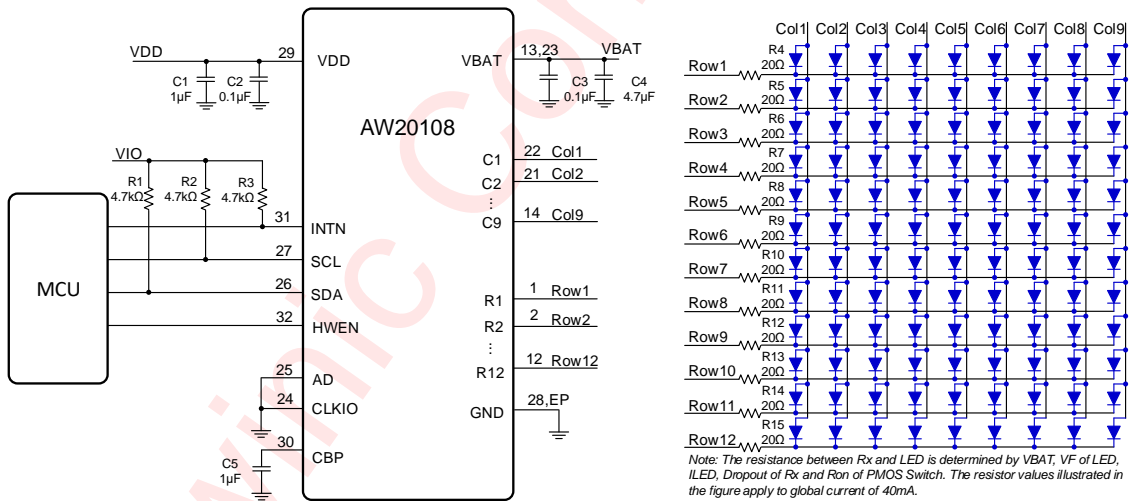 VDD
29
VDD
C1
1µF
C2
0.1µF
VBAT
13,23
VBAT
C3
0.1µF
C4
4.7µF
AW20108
VIO
R1
4.7kΩ
R2
4.7kΩ
R3
4.7kΩ
MCU
31
INTN
27
SCL
26
SDA
32
HWEN
25
AD
24
CLKIO
30
CBP
C5
1µF
C1
22 Col1
C2
21 Col2
⋮
C9
14 Col9
R1
1 Row1
R2
2 Row2
⋮
R12
12 Row12
GND
28,EP
Col1 Col2 Col3 Col4 Col5 Col6 Col7 Col8 Col9
R4
Row1 20Ω
R5
Row2 20Ω
R6
Row3 20Ω
R7
Row4 20Ω
R8
Row5 20Ω
R9
Row6 20Ω
R10
Row7 20Ω
R11
Row8 20Ω
R12
Row9 20Ω
R13
Row10 20Ω
R14
Row11 20Ω
R15
Row12 20Ω
Note: The resistance between Rx and LED is determined by VBAT, VF of LED,
ILED, Dropout of Rx and Ron of PMOS Switch. The resistor values illustrated in
the figure apply to global current of 40mA.
winic Con